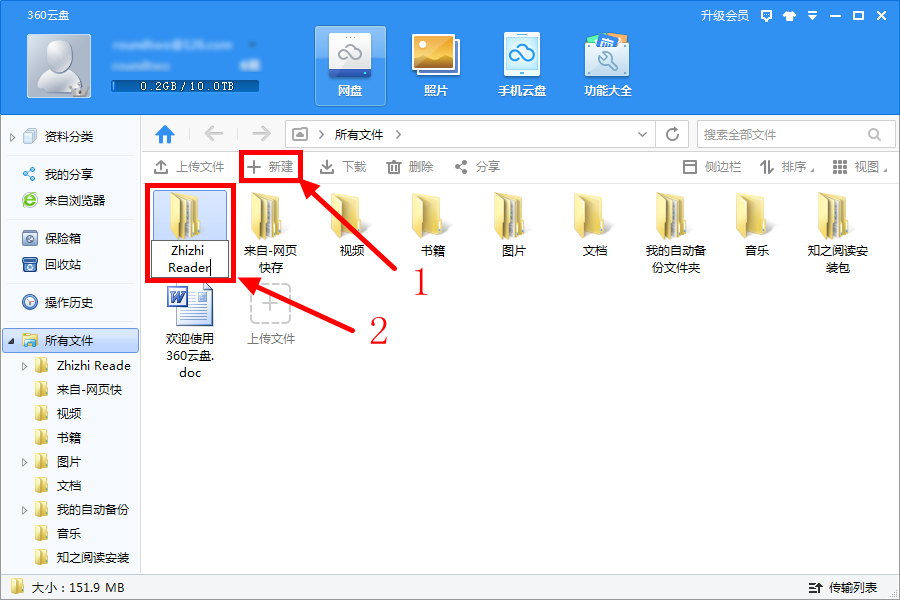 360云盘
升级会员
0.2GB / 10.0TB
网盘
照片
手机云盘
功能大全
所有文件
搜索全部文件
上传文件
新建
下载
删除
分享
侧边栏
排序
视图
资料分类
我的分享
来自浏览器
保险箱
回收站
操作历史
所有文件
Zhizhi Reade
来自-网页快
视频
书籍
图片
文档
我的自动备份
音乐
知之阅读安装
Zhizhi
Reader
来自-网页
快存
视频
书籍
图片
文档
我的自动备
份文件夹
音乐
知之阅读安
装包
1
2
欢迎使用
360云盘.
doc
上传文件
大小：151.9 MB
传输列表